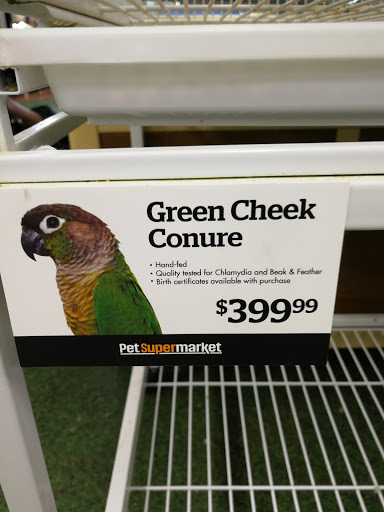 Green Cheek
Conure
• Hand-fed
• Quality tested for Chlamydia and Beak & Feather
• Birth certificates available with purchase
$399.99
PetSupermarket